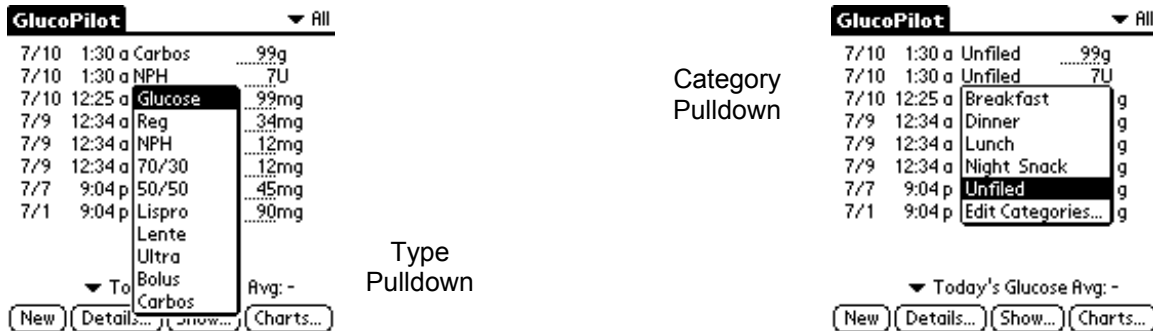 GlucoPilot All
7/10 1:30 a Carbos 99g
7/10 1:30 a NPH 7U
7/10 12:25 a Glucose 99mg
7/9 12:34 a Reg 34mg
7/9 12:34 a NPH 12mg
7/9 12:34 a 70/30 12mg
7/7 9:04 p 50/50 45mg
7/1 9:04 p Lispro 90mg
Lente
Ultra
Bolus
To Avg: -
Carbos
New Details... Show... Charts...
Type
Pulldown
Category
Pulldown
GlucoPilot All
7/10 1:30 a Unfiled 99g
7/10 1:30 a Unfiled 7U
7/10 12:25 a Breakfast g
7/9 12:34 a Dinner g
7/9 12:34 a Lunch g
7/9 12:34 a Night Snack g
7/7 9:04 p Unfiled g
7/1 9:04 p Edit Categories... g
Today's Glucose Avg: -
New Details... Show... Charts...